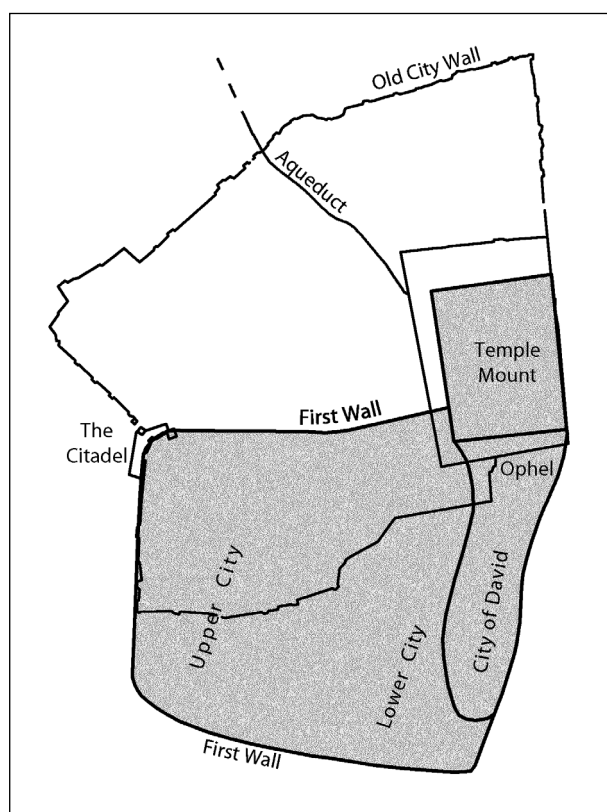 Old City Wall
Aqueduct
Temple
Mount
First Wall
The
Citadel
Ophel
Upper City
Lower City
City of David
First Wall